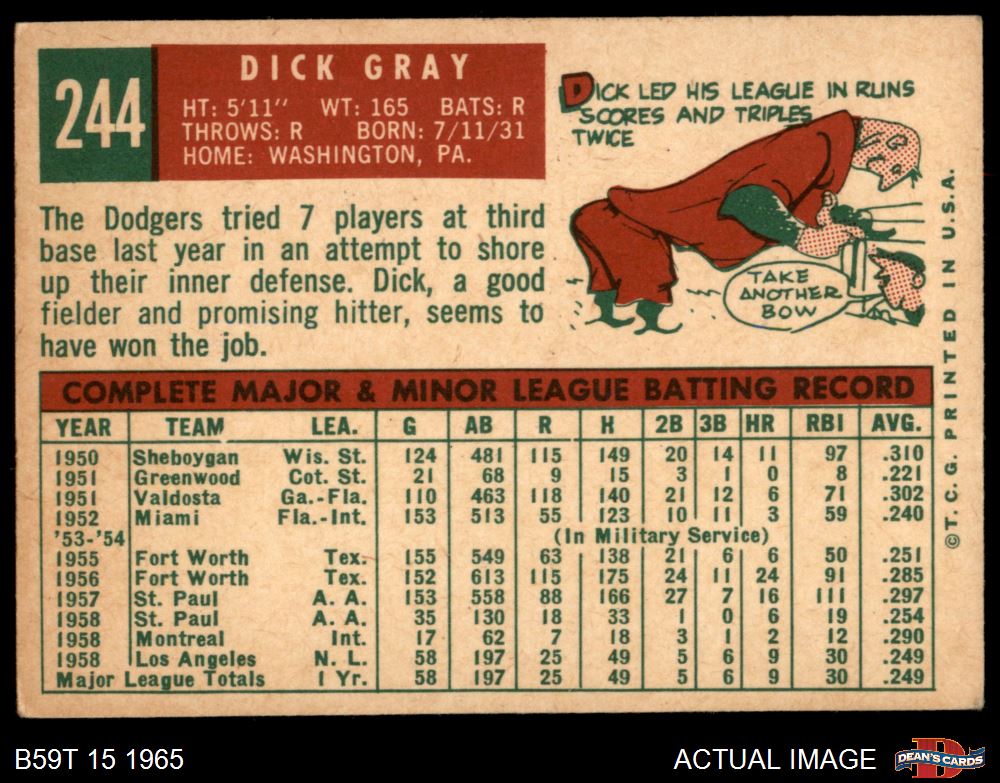 244
DICK GRAY
HT: 5'11" WT: 165 BATS: R
THROWS: R BORN: 7/11/31
HOME: WASHINGTON, PA.
DICK LED HIS LEAGUE IN RUNS
SCORES AND TRIPLES
TWICE
TAKE
ANOTHER
BOW
The Dodgers tried 7 players at third
base last year in an attempt to shore
up their inner defense. Dick, a good
fielder and promising hitter, seems to
have won the job.
COMPLETE MAJOR & MINOR LEAGUE BATTING RECORD
YEAR TEAM LEA. G AB R H 2B 3B HR RBI AVG.
1950 Sheboygan Wis. St. 124 481 115 149 20 14 11 97 .310
1951 Greenwood Cot. St. 21 68 9 15 3 1 0 8 .221
1951 Valdosta Ga.-Fla. 110 463 118 140 21 12 6 71 .302
1952 Miami Fla.-Int. 153 513 55 123 10 11 3 59 .240
'53-'54 (In Military Service)
1955 Fort Worth Tex. 155 549 63 138 21 6 6 50 .251
1956 Fort Worth Tex. 152 613 115 175 24 11 24 91 .285
1957 St. Paul A. A. 153 558 88 166 27 7 16 111 .297
1958 St. Paul A. A. 35 130 18 33 1 0 6 19 .254
1958 Montreal Int. 17 62 7 18 3 1 2 12 .290
1958 Los Angeles N. L. 58 197 25 49 5 6 9 30 .249
Major League Totals 1 Yr. 58 197 25 49 5 6 9 30 .249
©T. C. G. PRINTED IN U.S.A.
B59T 15 1965
ACTUAL IMAGE
D
DEAN'S CARDS